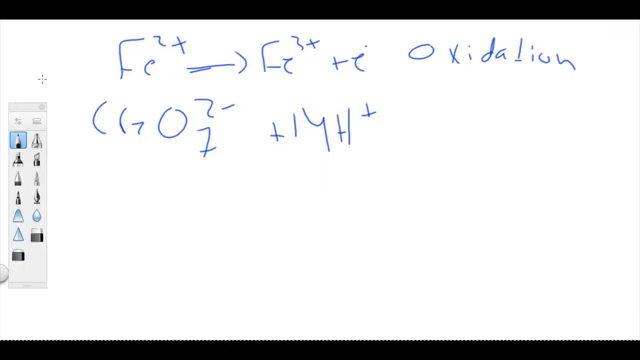 Fe²⁺ → Fe³⁺ + e⁻ Oxidation
Cr₂O₇²⁻ + 14H⁺